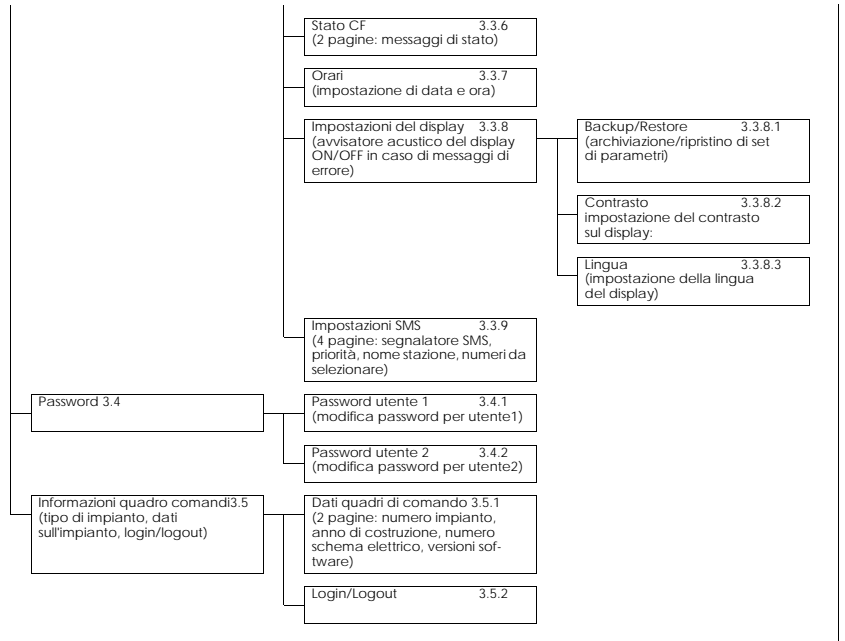 Stato CF 3.3.6
(2 pagine: messaggi di stato)
Orari 3.3.7
(impostazione di data e ora)
Impostazioni del display 3.3.8
(avvisatore acustico del display
ON/OFF in caso di messaggi di
errore)
Backup/Restore 3.3.8.1
(archiviazione/ripristino di set
di parametri)
Contrasto 3.3.8.2
impostazione del contrasto
sul display:
Lingua 3.3.8.3
(impostazione della lingua
del display)
Impostazioni SMS 3.3.9
(4 pagine: segnalatore SMS,
priorità, nome stazione, numeri da
selezionare)
Password 3.4
Password utente 1 3.4.1
(modifica password per utente1)
Password utente 2 3.4.2
(modifica password per utente2)
Informazioni quadro comandi3.5
(tipo di impianto, dati
sull'impianto, login/logout)
Dati quadri di comando 3.5.1
(2 pagine: numero impianto,
anno di costruzione, numero
schema elettrico, versioni sof-
tware)
Login/Logout 3.5.2